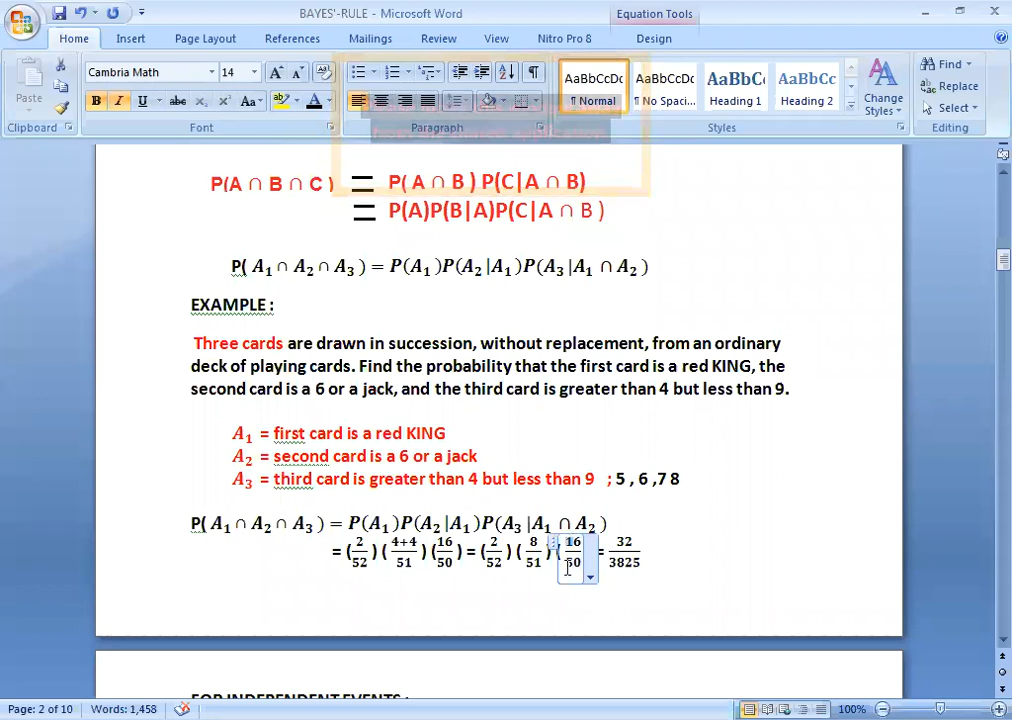 BAYES'-RULE - Microsoft Word
Equation Tools
Home Insert Page Layout References Mailings Review View Nitro Pro 8 Design
Cambria Math 14
Paste
B I U abc Aa A
AaBbCcDc AaBbCcDc AaBbCc AaBbCc
¶ Normal ¶ No Spaci... Heading 1 Heading 2
Change Styles
Find
Replace
Select
Clipboard Font Paragraph Styles Editing
P(A ∩ B ∩ C ) = P( A ∩ B ) P(C|A ∩ B)
= P(A)P(B|A)P(C|A ∩ B )
P( A₁ ∩ A₂ ∩ A₃ ) = P(A₁ )P(A₂ |A₁ )P(A₃ |A₁ ∩ A₂ )
EXAMPLE :
Three cards are drawn in succession, without replacement, from an ordinary
deck of playing cards. Find the probability that the first card is a red KING, the
second card is a 6 or a jack, and the third card is greater than 4 but less than 9.
A₁ = first card is a red KING
A₂ = second card is a 6 or a jack
A₃ = third card is greater than 4 but less than 9 ; 5 , 6 ,7 8
P( A₁ ∩ A₂ ∩ A₃ ) = P(A₁ )P(A₂ |A₁ )P(A₃ |A₁ ∩ A₂ )
= (2/52) (4+4/51) (16/50) = (2/52) (8/51) (16/50 = 32/3825
FOR INDEPENDENT EVENTS :
Page: 2 of 10 Words: 1,458 100%